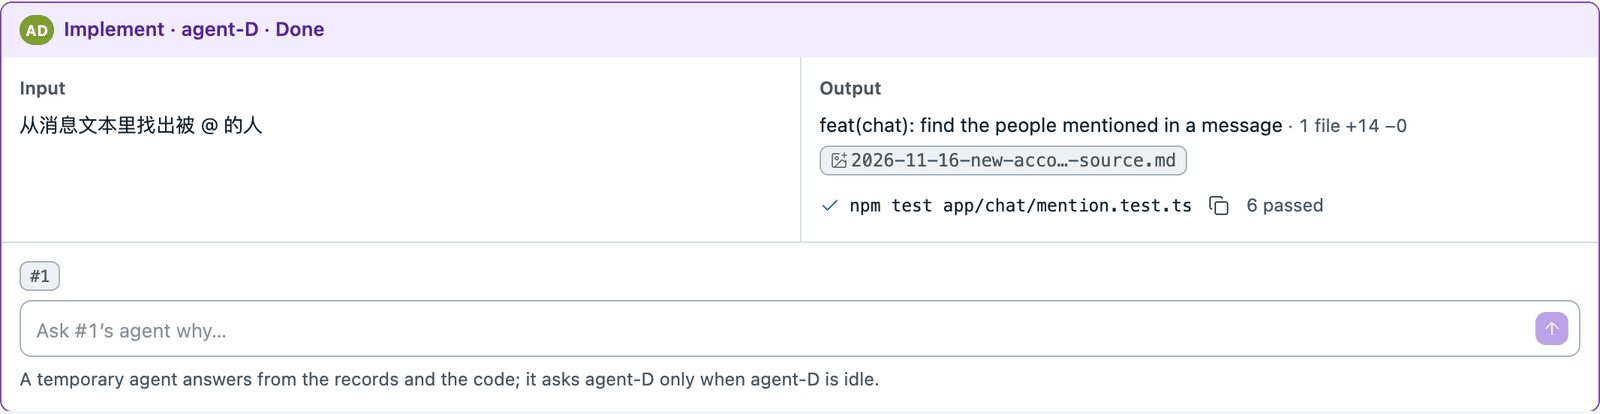 AD Implement · agent-D · Done
Input
从消息文本里找出被 @ 的人
Output
feat(chat): find the people mentioned in a message · 1 file +14 −0
2026-11-16-new-acco…-source.md
npm test app/chat/mention.test.ts 6 passed
#1
Ask #1’s agent why…
A temporary agent answers from the records and the code; it asks agent-D only when agent-D is idle.